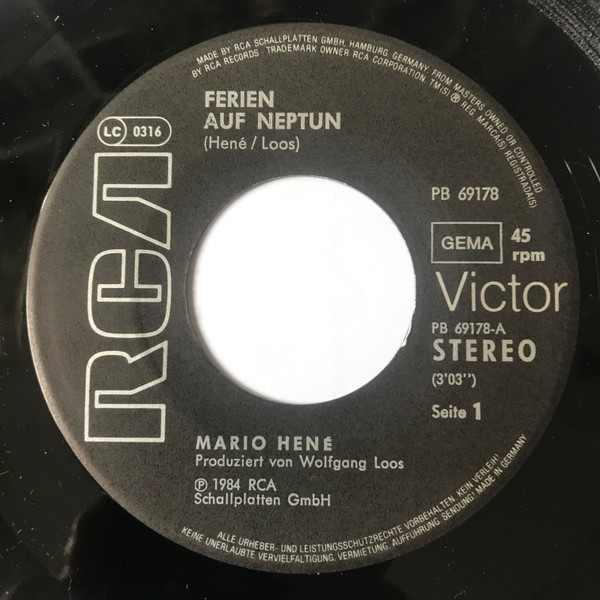 MADE BY RCA SCHALLPLATTEN GMBH, HAMBURG, GERMANY, FROM MASTERS OWNED OR CONTROLLED
BY RCA RECORDS · TRADEMARK OWNER RCA CORPORATION. TM(S) ® REG. MARCA(S) REGISTRADA(S)
FERIEN
AUF NEPTUN
(Hené / Loos)
LC 0316
RCA
PB 69178
GEMA
45
rpm
Victor
PB 69178-A
STEREO
(3'03'')
Seite 1
MARIO HENÉ
Produziert von Wolfgang Loos
℗ 1984 RCA
Schallplatten GmbH
ALLE URHEBER- UND LEISTUNGSSCHUTZRECHTE VORBEHALTEN. KEIN VERLEIH!
KEINE UNERLAUBTE VERVIELFÄLTIGUNG, VERMIETUNG, AUFFÜHRUNG, SENDUNG! MADE IN GERMANY